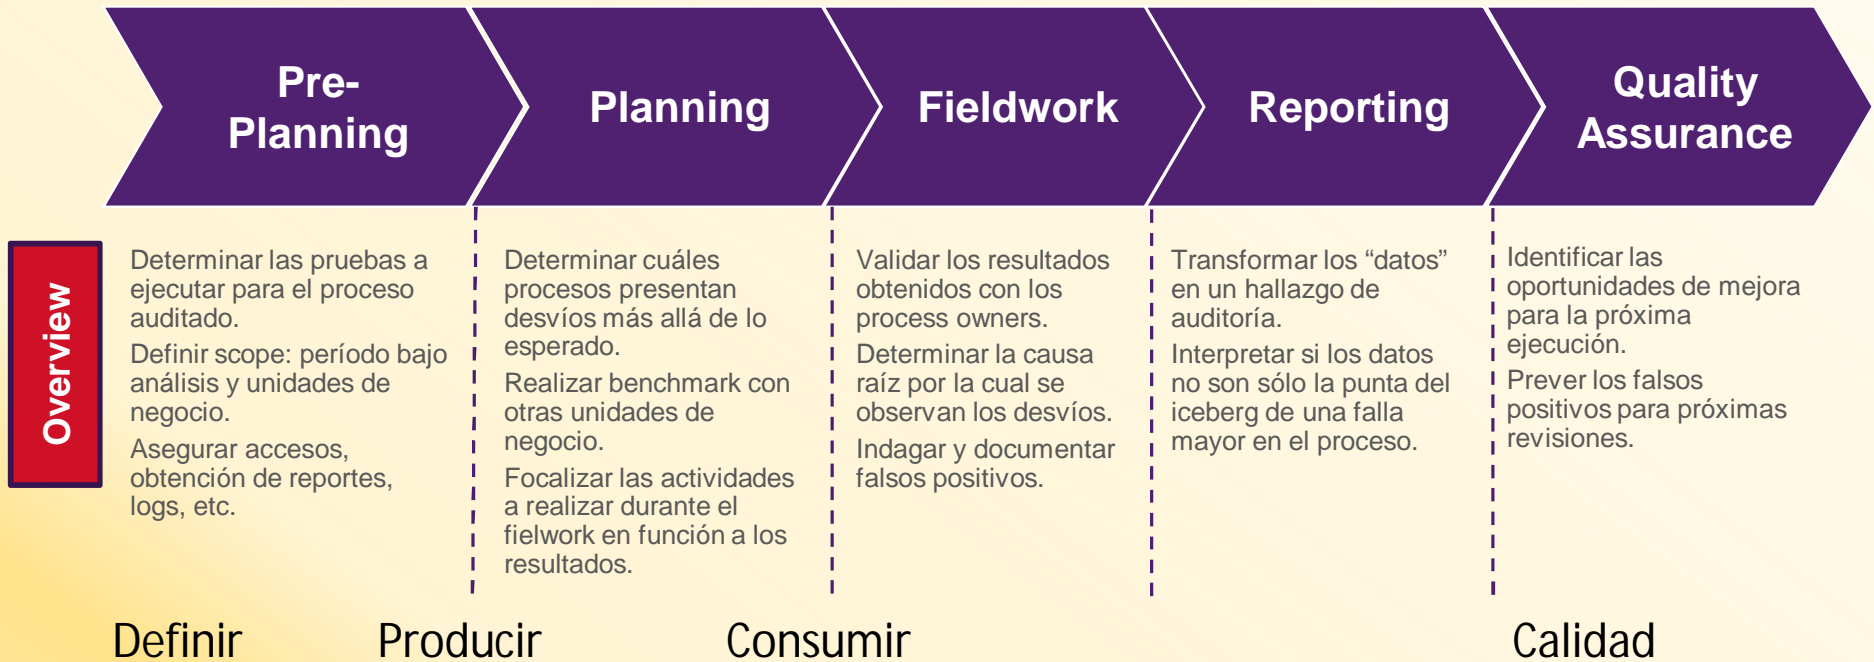 Pre-
Planning
Planning
Fieldwork
Reporting
Quality
Assurance
Overview
Determinar las pruebas a
ejecutar para el proceso
auditado.
Definir scope: período bajo
análisis y unidades de
negocio.
Asegurar accesos,
obtención de reportes,
logs, etc.
Determinar cuáles
procesos presentan
desvíos más allá de lo
esperado.
Realizar benchmark con
otras unidades de
negocio.
Focalizar las actividades
a realizar durante el
fielwork en función a los
resultados.
Validar los resultados
obtenidos con los
process owners.
Determinar la causa
raíz por la cual se
observan los desvíos.
Indagar y documentar
falsos positivos.
Transformar los “datos”
en un hallazgo de
auditoría.
Interpretar si los datos
no son sólo la punta del
iceberg de una falla
mayor en el proceso.
Identificar las
oportunidades de mejora
para la próxima
ejecución.
Prever los falsos
positivos para próximas
revisiones.
Definir
Producir
Consumir
Calidad